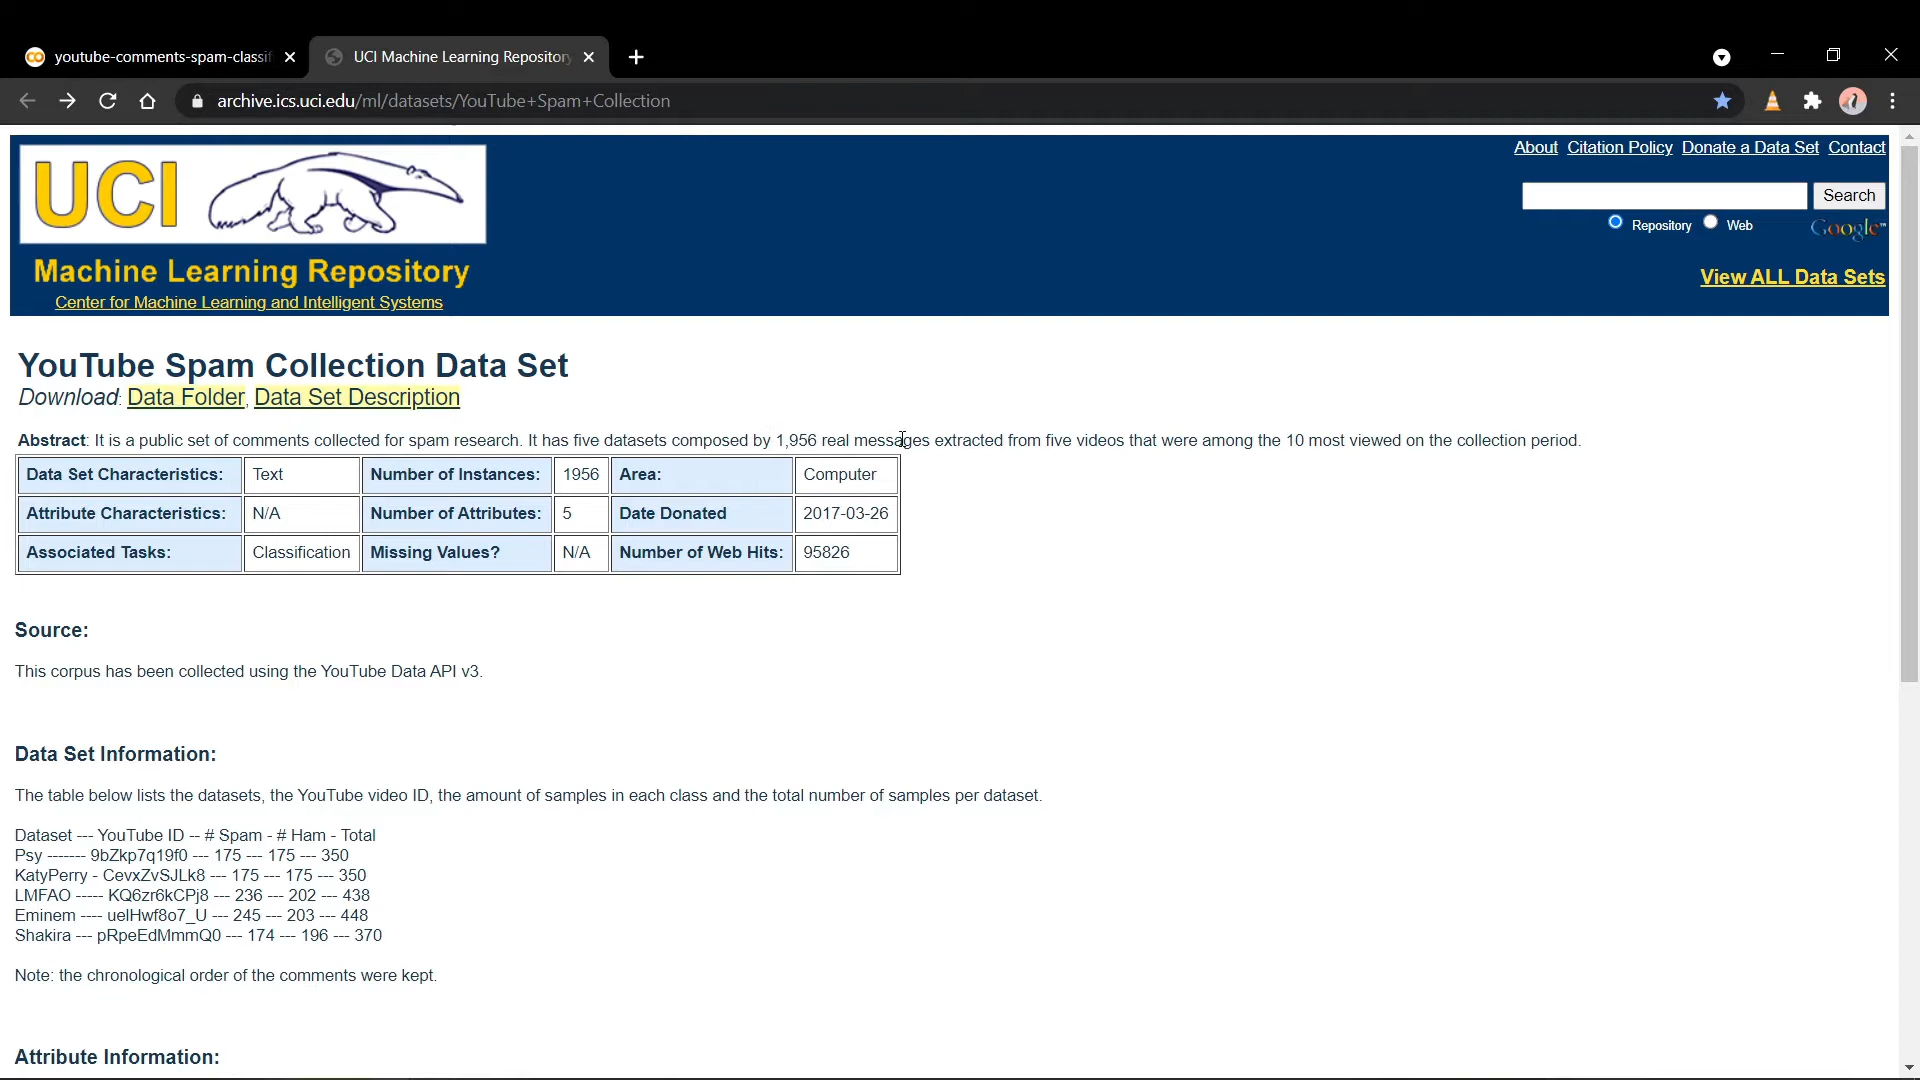 youtube-comments-spam-classif
UCI Machine Learning Repository
archive.ics.uci.edu/ml/datasets/YouTube+Spam+Collection
About Citation Policy Donate a Data Set Contact
UCI
Search
Repository Web Google™
Machine Learning Repository
View ALL Data Sets
Center for Machine Learning and Intelligent Systems
YouTube Spam Collection Data Set
Download: Data Folder, Data Set Description
Abstract: It is a public set of comments collected for spam research. It has five datasets composed by 1,956 real messages extracted from five videos that were among the 10 most viewed on the collection period.
Data Set Characteristics: Text Number of Instances: 1956 Area: Computer
Attribute Characteristics: N/A Number of Attributes: 5 Date Donated 2017-03-26
Associated Tasks: Classification Missing Values? N/A Number of Web Hits: 95826
Source:
This corpus has been collected using the YouTube Data API v3.
Data Set Information:
The table below lists the datasets, the YouTube video ID, the amount of samples in each class and the total number of samples per dataset.
Dataset --- YouTube ID -- # Spam - # Ham - Total
Psy ------- 9bZkp7q19f0 --- 175 --- 175 --- 350
KatyPerry - CevxZvSJLk8 --- 175 --- 175 --- 350
LMFAO ----- KQ6zr6kCPj8 --- 236 --- 202 --- 438
Eminem ---- uelHwf8o7_U --- 245 --- 203 --- 448
Shakira --- pRpeEdMmmQ0 --- 174 --- 196 --- 370
Note: the chronological order of the comments were kept.
Attribute Information: